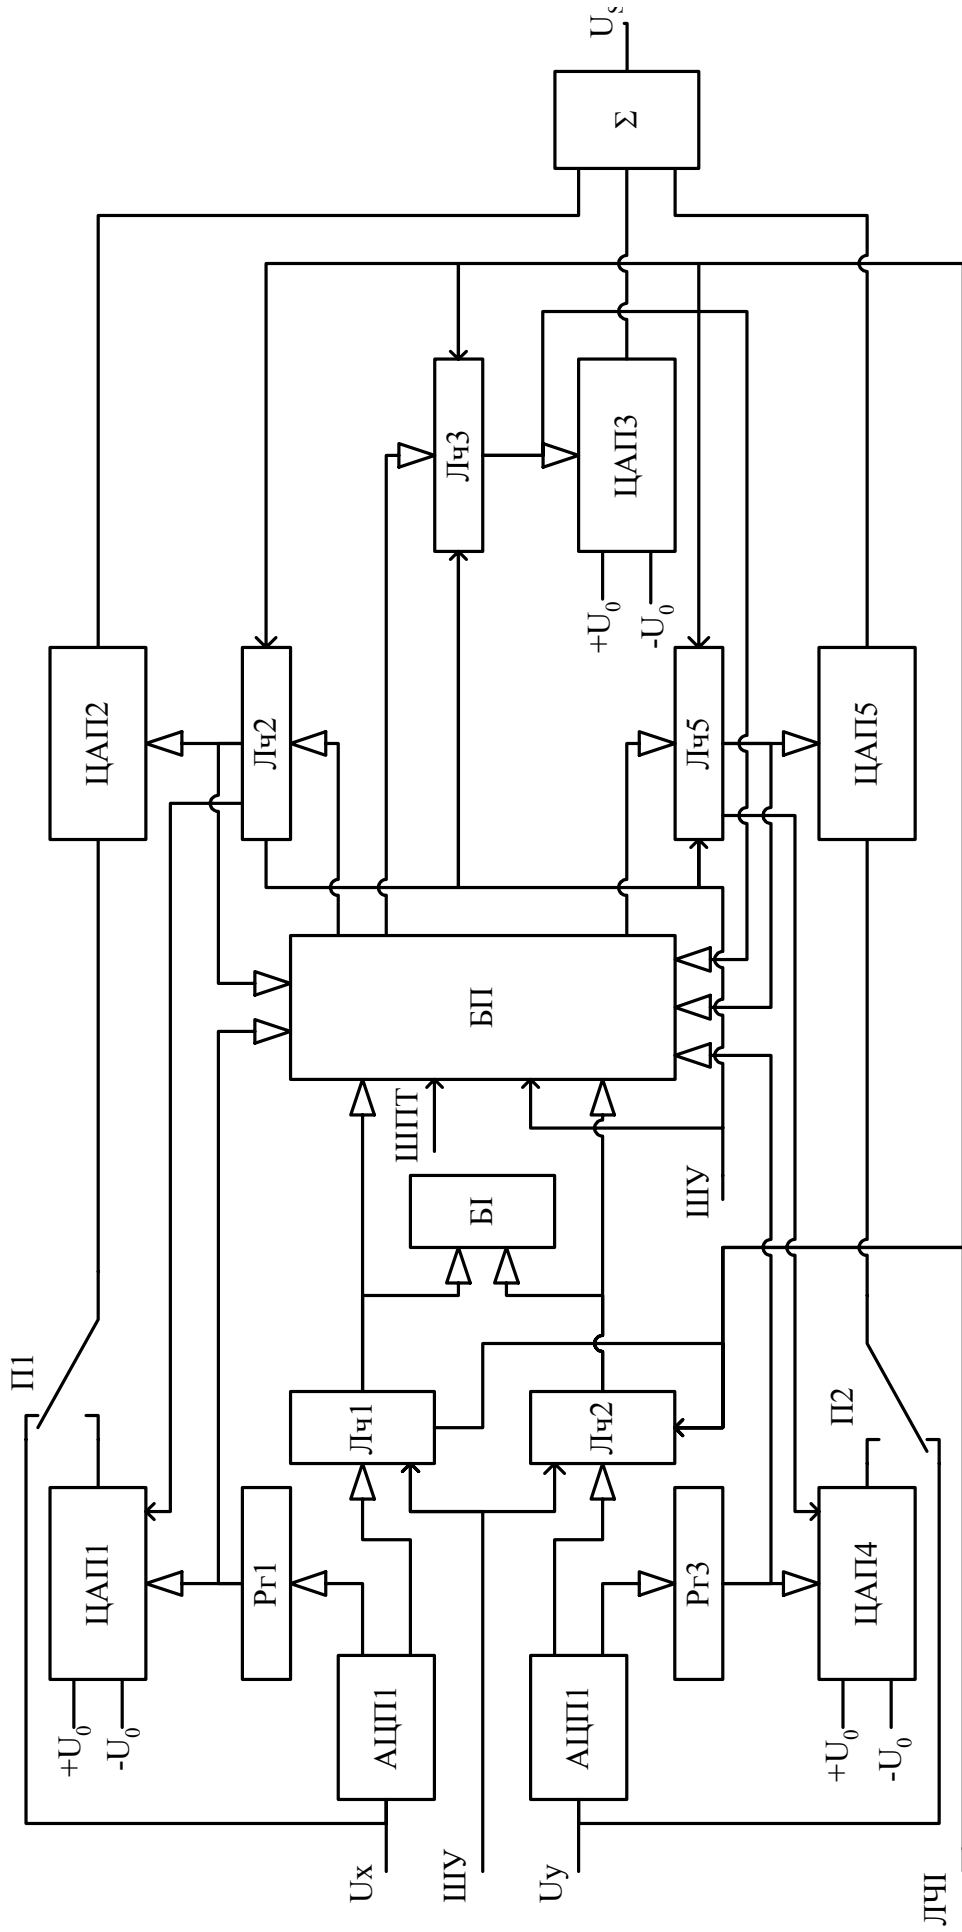 П1
+U₀
-U₀
ЦАП1
ЦАП2
Рг1
Лч2
Ux
АЦП1
Лч1
ШПТ
ШУ
БІ
БП
Лч3
Uy
АЦП1
Лч2
+U₀
-U₀
ЦАП3
Σ
Uₛ
Рг3
ШУ
Лч5
П2
+U₀
-U₀
ЦАП4
ЦАП5
ЛЧІ